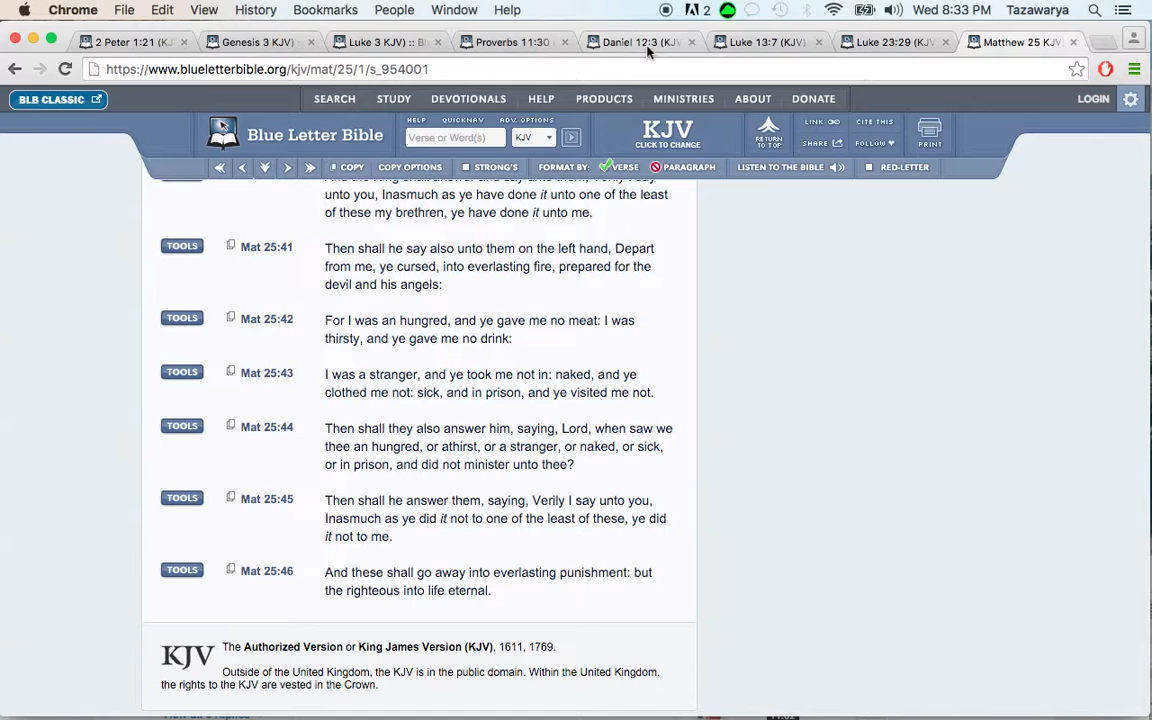 Chrome File Edit View History Bookmarks People Window Help 2 Wed 8:33 PM Tazawarya
2 Peter 1:21 (KJV Genesis 3 KJV) :: Luke 3 KJV) :: Bl Proverbs 11:30 Daniel 12:3 (KJV Luke 13:7 (KJV) Luke 23:29 (KJV) Matthew 25 KJV
https://www.blueletterbible.org/kjv/mat/25/1/s_954001
BLB CLASSIC SEARCH STUDY DEVOTIONALS HELP PRODUCTS MINISTRIES ABOUT DONATE LOGIN
HELP QUICKNAV ADV. OPTIONS
Blue Letter Bible Verse or Word(s) KJV
KJV
CLICK TO CHANGE
RETURN TO TOP
LINK CITE THIS
SHARE FOLLOW PRINT
COPY COPY OPTIONS STRONG'S FORMAT BY: VERSE PARAGRAPH LISTEN TO THE BIBLE RED-LETTER
unto you, Inasmuch as ye have done it unto one of the least
of these my brethren, ye have done it unto me.
TOOLS Mat 25:41 Then shall he say also unto them on the left hand, Depart
from me, ye cursed, into everlasting fire, prepared for the
devil and his angels:
TOOLS Mat 25:42 For I was an hungred, and ye gave me no meat: I was
thirsty, and ye gave me no drink:
TOOLS Mat 25:43 I was a stranger, and ye took me not in: naked, and ye
clothed me not: sick, and in prison, and ye visited me not.
TOOLS Mat 25:44 Then shall they also answer him, saying, Lord, when saw we
thee an hungred, or athirst, or a stranger, or naked, or sick,
or in prison, and did not minister unto thee?
TOOLS Mat 25:45 Then shall he answer them, saying, Verily I say unto you,
Inasmuch as ye did it not to one of the least of these, ye did
it not to me.
TOOLS Mat 25:46 And these shall go away into everlasting punishment: but
the righteous into life eternal.
KJV The Authorized Version or King James Version (KJV), 1611, 1769.
Outside of the United Kingdom, the KJV is in the public domain. Within the United Kingdom,
the rights to the KJV are vested in the Crown.